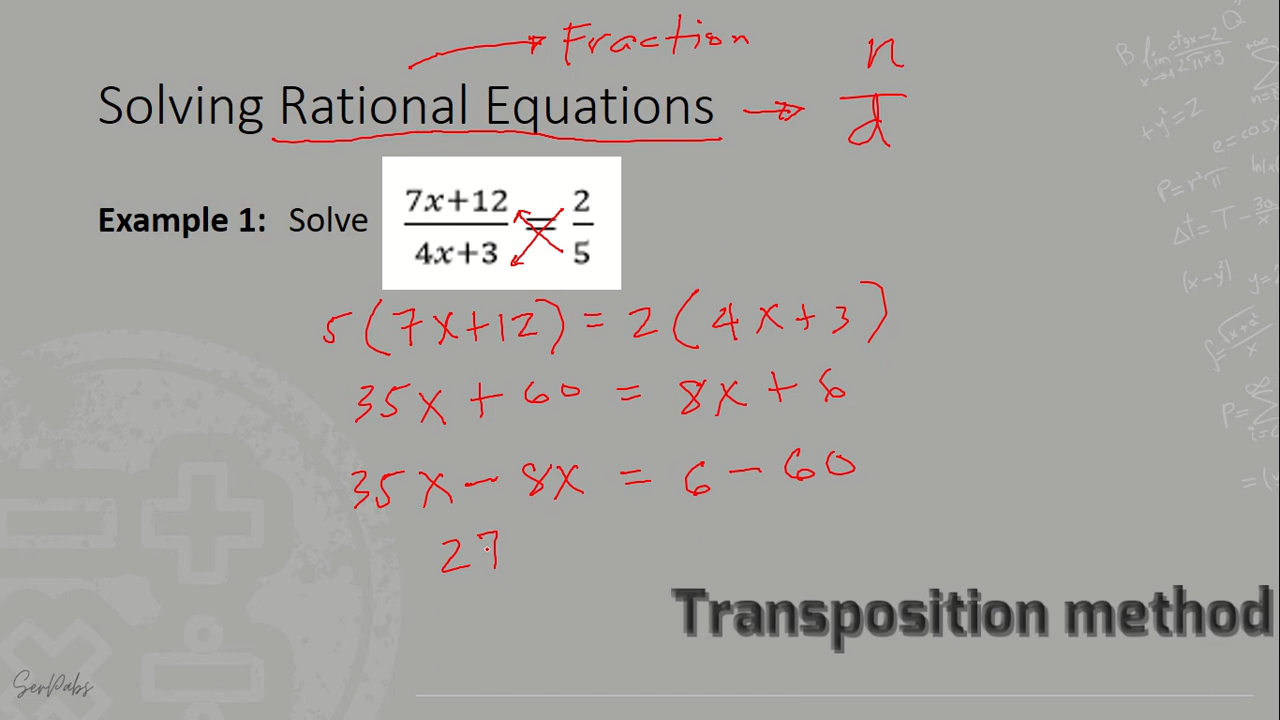 Fraction
Solving Rational Equations → n/d
Example 1: Solve (7x+12)/(4x+3) = 2/5
5(7x+12) = 2(4x+3)
35x + 60 = 8x + 6
35x - 8x = 6 - 60
27
Transposition method
SerPabs